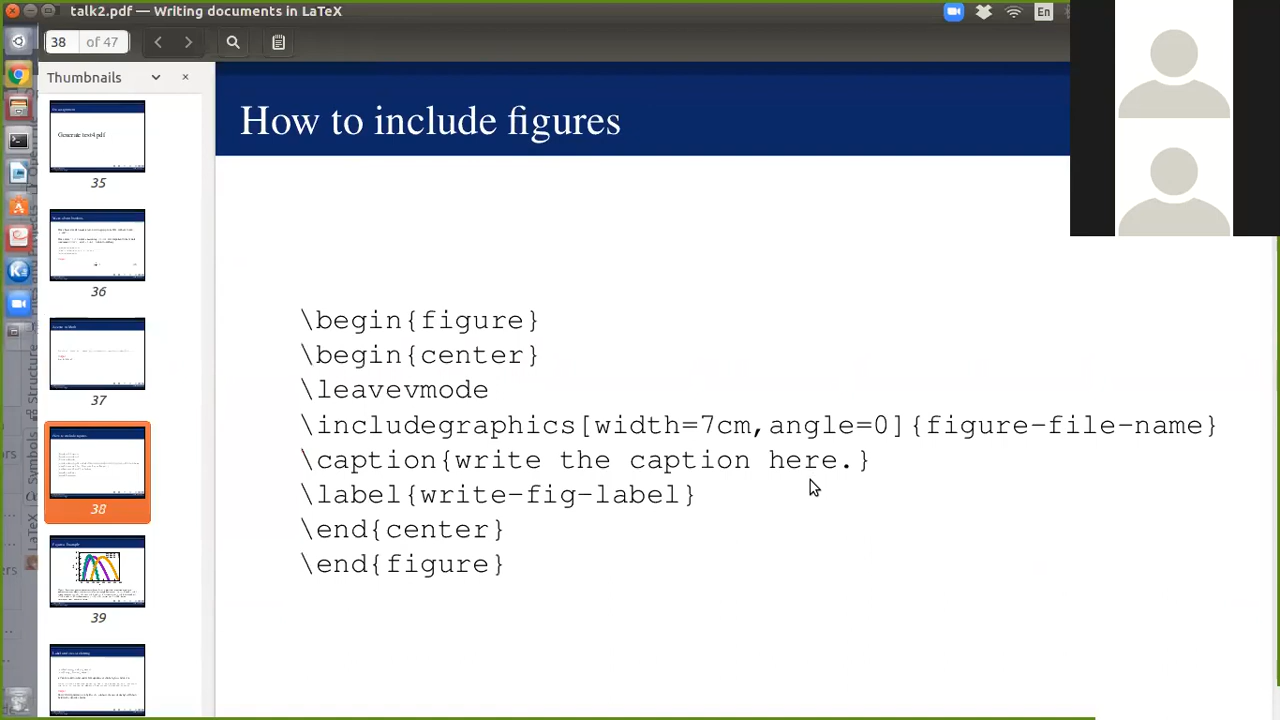 talk2.pdf — Writing documents in LaTeX
En
38 of 47
Thumbnails
35
36
37
38
39
How to include figures
\begin{figure}
\begin{center}
\leavevmode
\includegraphics[width=7cm,angle=0]{figure-file-name}
\caption{write the caption here.}
\label{write-fig-label}
\end{center}
\end{figure}